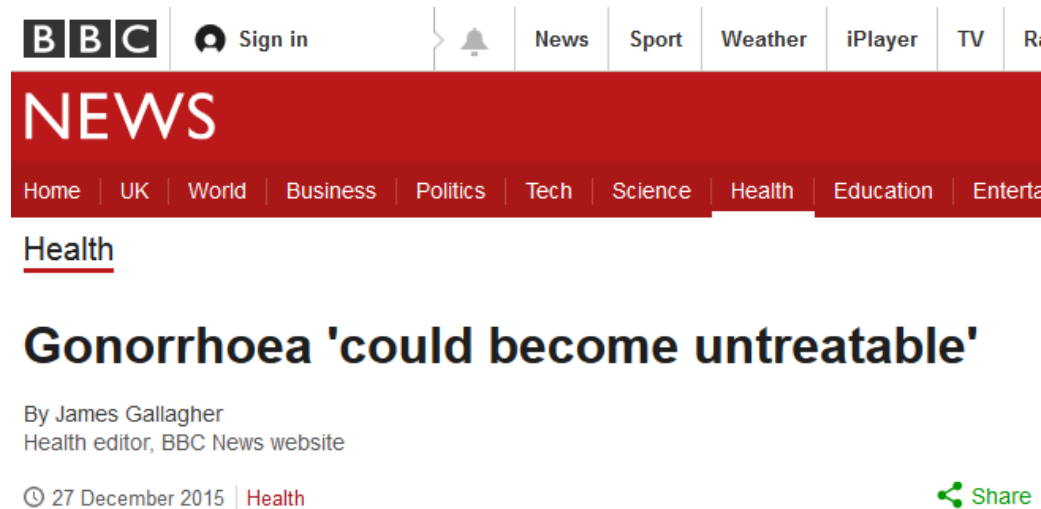 BBC Sign in News Sport Weather iPlayer TV
NEWS
Home UK World Business Politics Tech Science Health Education
Health
Gonorrhoea 'could become untreatable'
By James Gallagher
Health editor, BBC News website
27 December 2015 Health Share